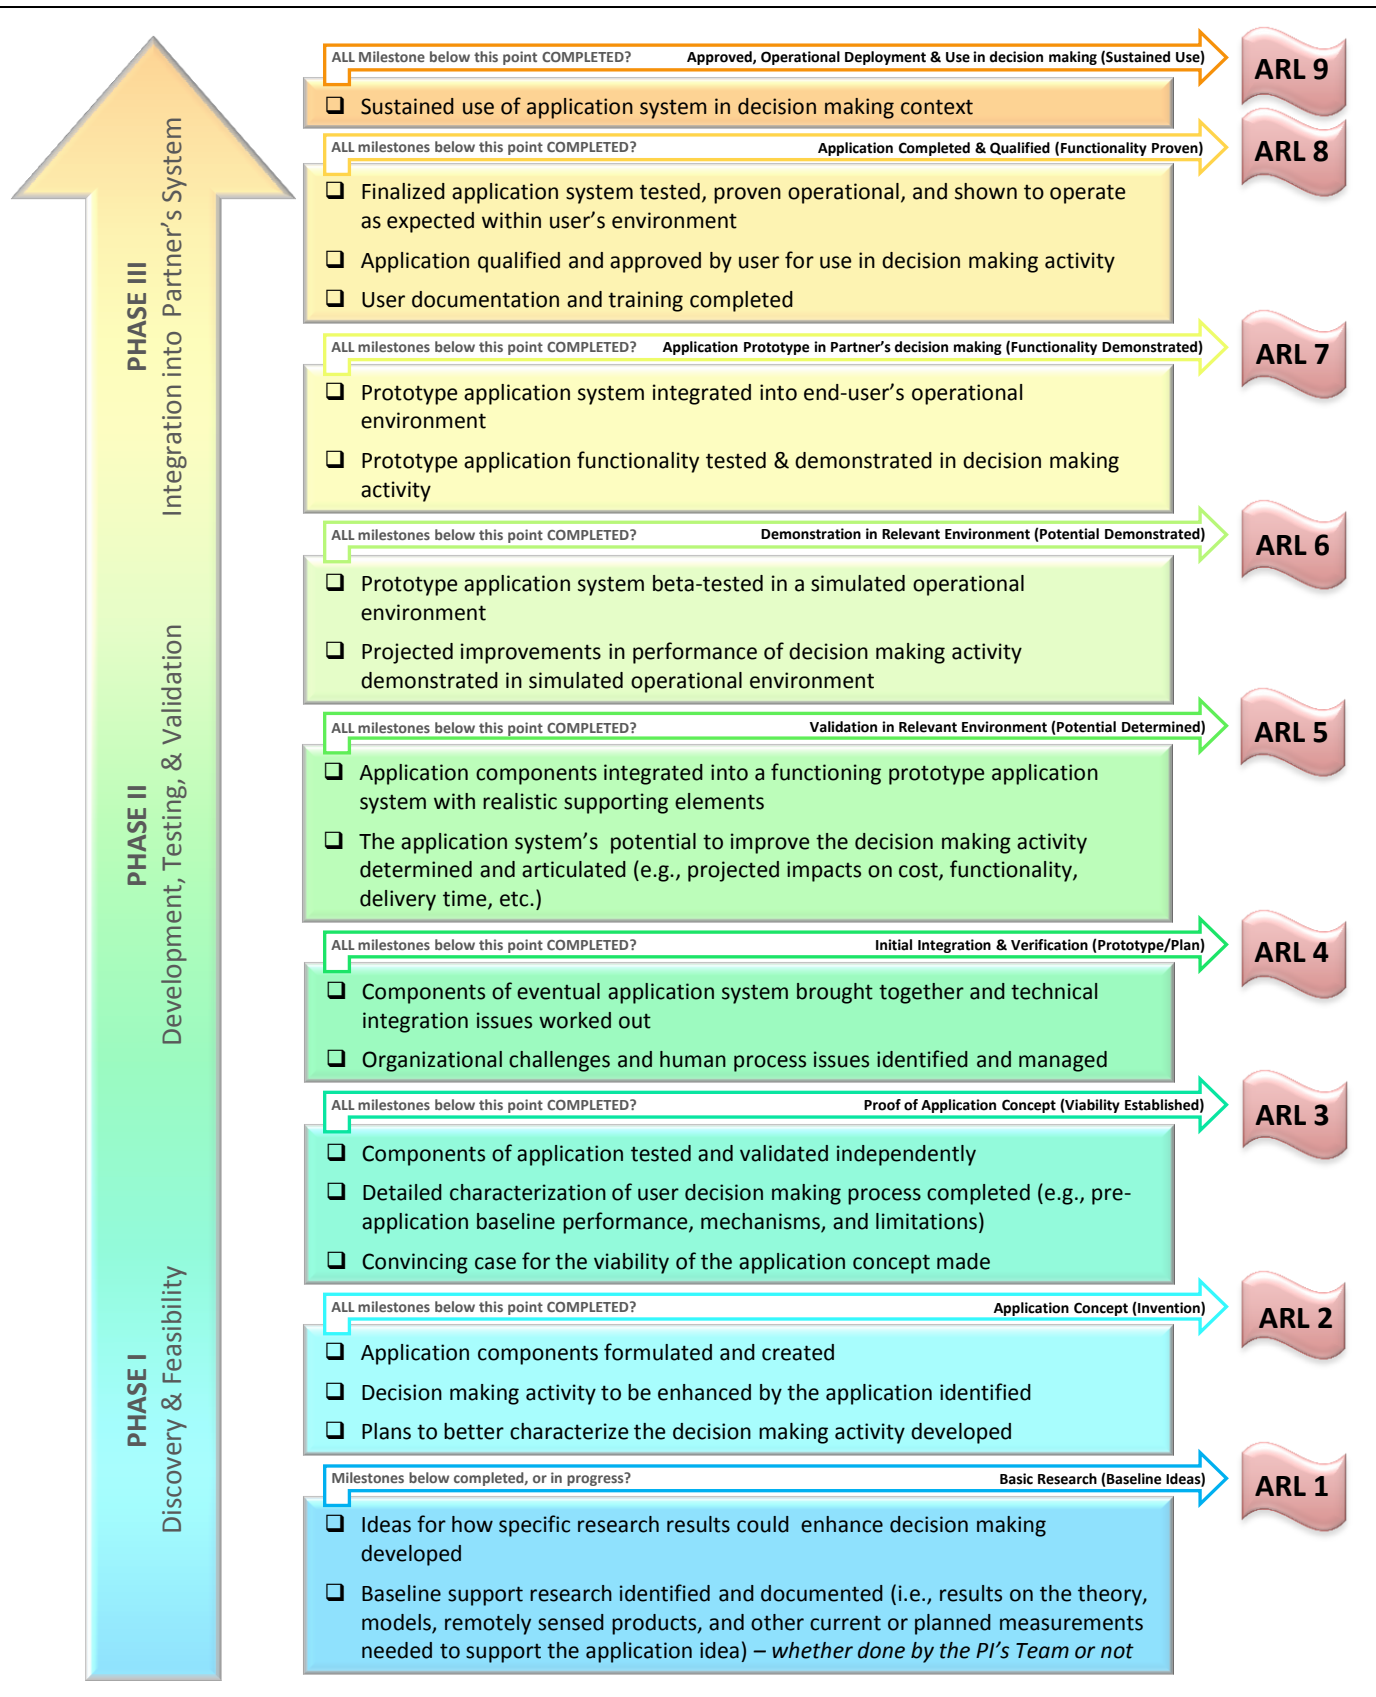 ALL Milestone below this point COMPLETED? Approved, Operational Deployment & Use in decision making (Sustained Use)
ARL 9
❑ Sustained use of application system in decision making context
ALL milestones below this point COMPLETED? Application Completed & Qualified (Functionality Proven)
ARL 8
❑ Finalized application system tested, proven operational, and shown to operate
as expected within user’s environment
❑ Application qualified and approved by user for use in decision making activity
❑ User documentation and training completed
PHASE III
Integration into Partner’s System
ALL milestones below this point COMPLETED? Application Prototype in Partner’s decision making (Functionality Demonstrated)
ARL 7
❑ Prototype application system integrated into end-user’s operational
environment
❑ Prototype application functionality tested & demonstrated in decision making
activity
ALL milestones below this point COMPLETED? Demonstration in Relevant Environment (Potential Demonstrated)
ARL 6
❑ Prototype application system beta-tested in a simulated operational
environment
❑ Projected improvements in performance of decision making activity
demonstrated in simulated operational environment
ALL milestones below this point COMPLETED? Validation in Relevant Environment (Potential Determined)
ARL 5
❑ Application components integrated into a functioning prototype application
system with realistic supporting elements
❑ The application system’s potential to improve the decision making activity
determined and articulated (e.g., projected impacts on cost, functionality,
delivery time, etc.)
PHASE II
Development, Testing, & Validation
ALL milestones below this point COMPLETED? Initial Integration & Verification (Prototype/Plan)
ARL 4
❑ Components of eventual application system brought together and technical
integration issues worked out
❑ Organizational challenges and human process issues identified and managed
ALL milestones below this point COMPLETED? Proof of Application Concept (Viability Established)
ARL 3
❑ Components of application tested and validated independently
❑ Detailed characterization of user decision making process completed (e.g., pre-
application baseline performance, mechanisms, and limitations)
❑ Convincing case for the viability of the application concept made
ALL milestones below this point COMPLETED? Application Concept (Invention)
ARL 2
❑ Application components formulated and created
❑ Decision making activity to be enhanced by the application identified
❑ Plans to better characterize the decision making activity developed
PHASE I
Discovery & Feasibility
Milestones below completed, or in progress? Basic Research (Baseline Ideas)
ARL 1
❑ Ideas for how specific research results could enhance decision making
developed
❑ Baseline support research identified and documented (i.e., results on the theory,
models, remotely sensed products, and other current or planned measurements
needed to support the application idea) – whether done by the PI’s Team or not